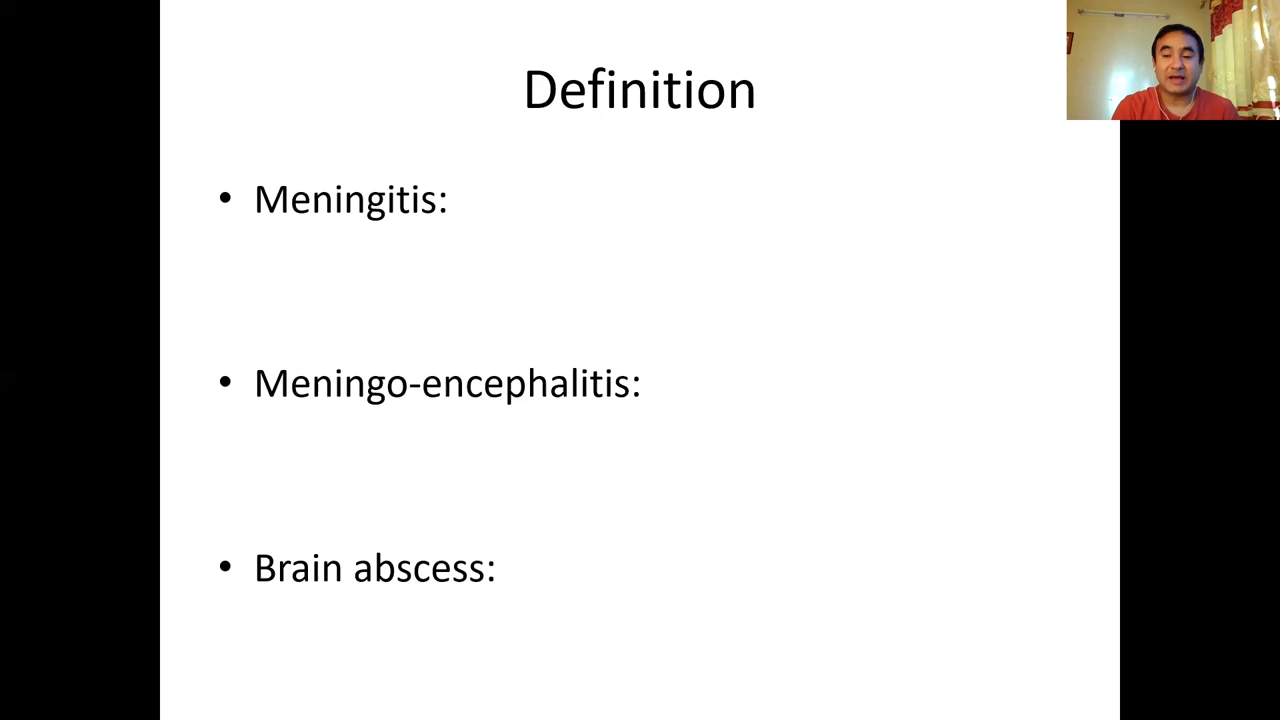 Definition
• Meningitis:
• Meningo-encephalitis:
• Brain abscess: